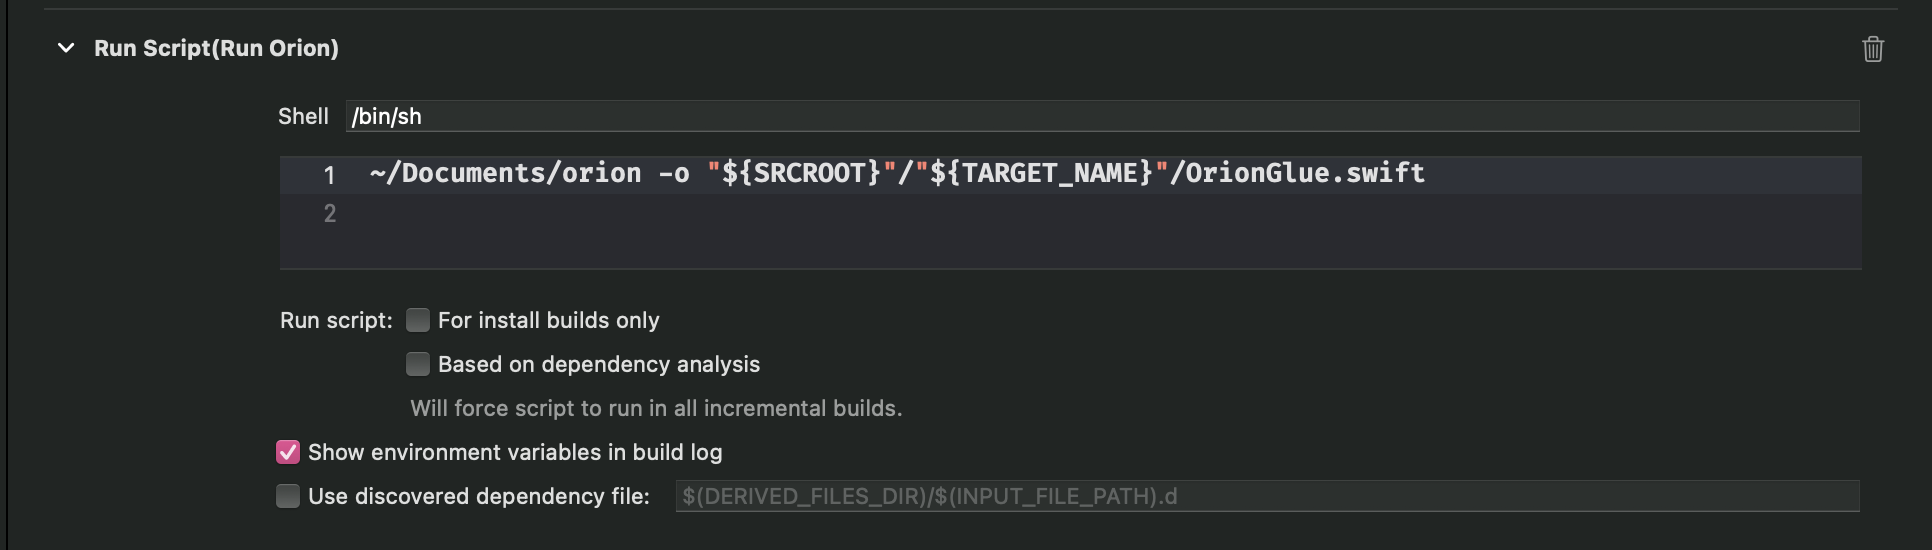 Run Script(Run Orion)
Shell /bin/sh
1 ~/Documents/orion -o "${SRCROOT}"/"${TARGET_NAME}"/OrionGlue.swift
2
Run script: For install builds only
Based on dependency analysis
Will force script to run in all incremental builds.
Show environment variables in build log
Use discovered dependency file: $(DERIVED_FILES_DIR)/$(INPUT_FILE_PATH).d